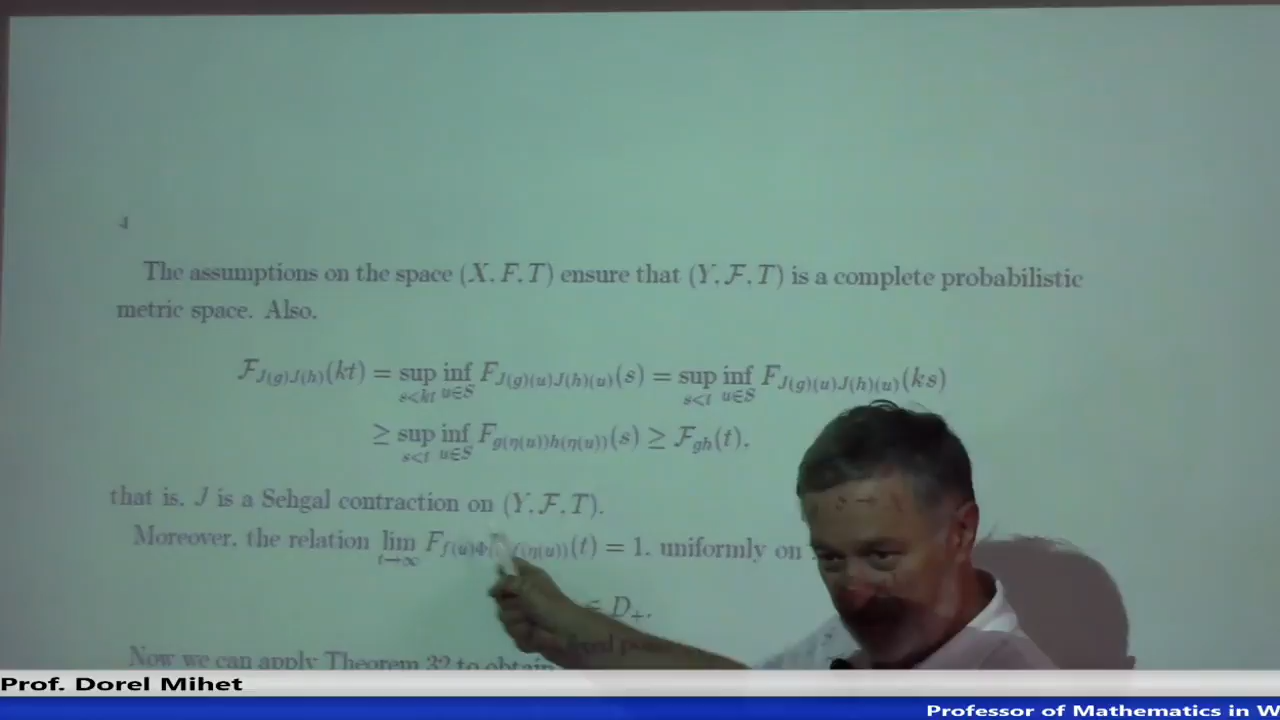 4
The assumptions on the space (X, F, T) ensure that (Y, ℱ, T) is a complete probabilistic
metric space. Also,
ℱ_{J(g)J(h)}(kt) = sup_{s<kt} inf_{u∈S} F_{J(g)(u)J(h)(u)}(s) = sup_{s<t} inf_{u∈S} F_{J(g)(u)J(h)(u)}(ks)
≥ sup_{s<t} inf_{u∈S} F_{g(η(u))h(η(u))}(s) ≥ ℱ_{gh}(t),
that is, J is a Sehgal contraction on (Y, ℱ, T).
Moreover, the relation lim_{t→∞} F_{f(u)Φ f(η(u))}(t) = 1, uniformly on
∈ D₊.
Now we can apply Theorem 32 to obtain fixed
Prof. Dorel Mihet
Professor of Mathematics in W